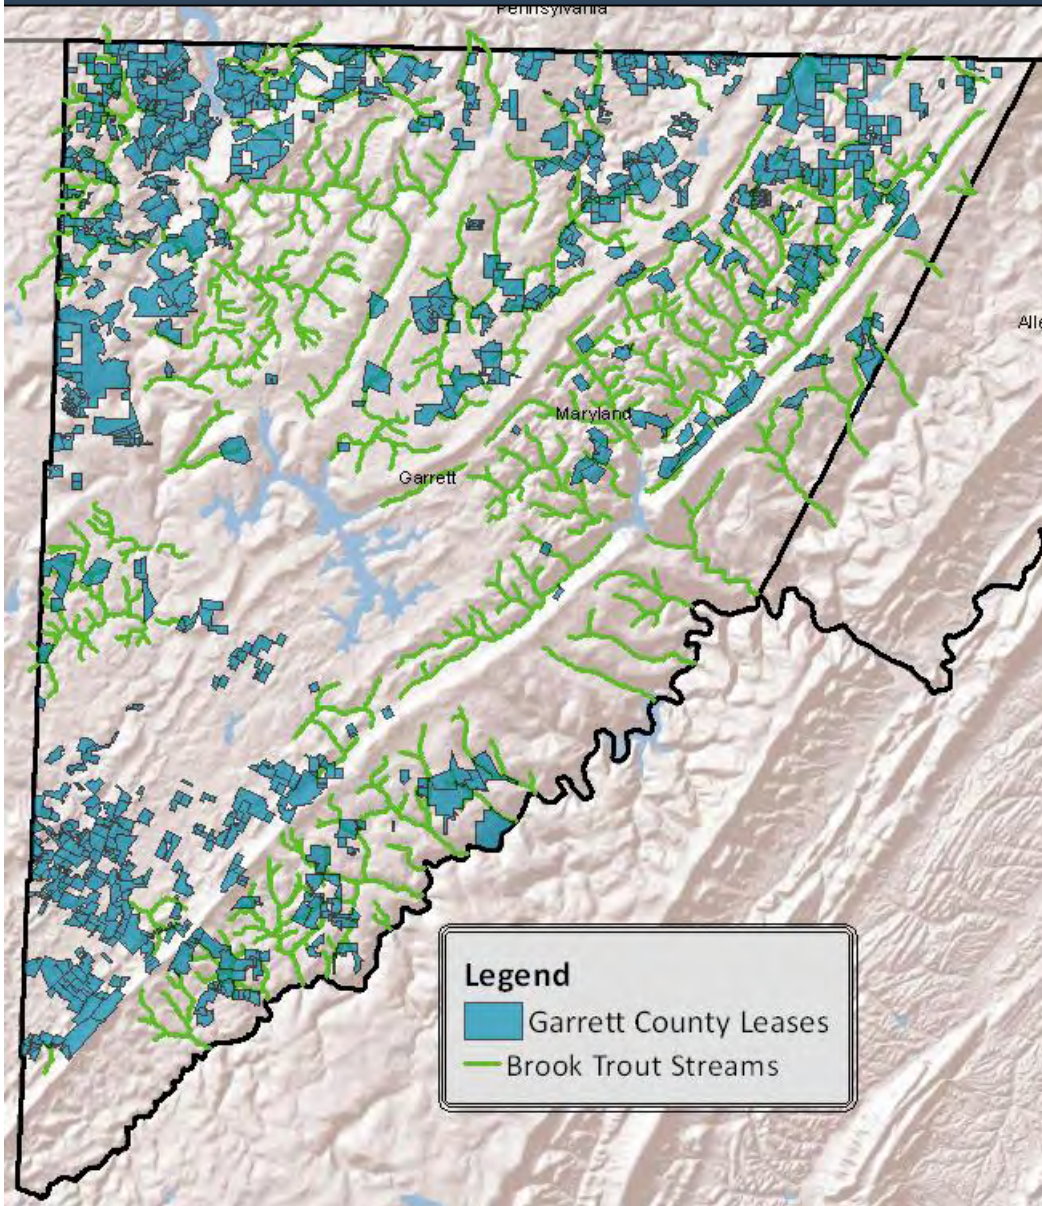 Pennsylvania
Maryland
Garrett
Legend
Garrett County Leases
Brook Trout Streams